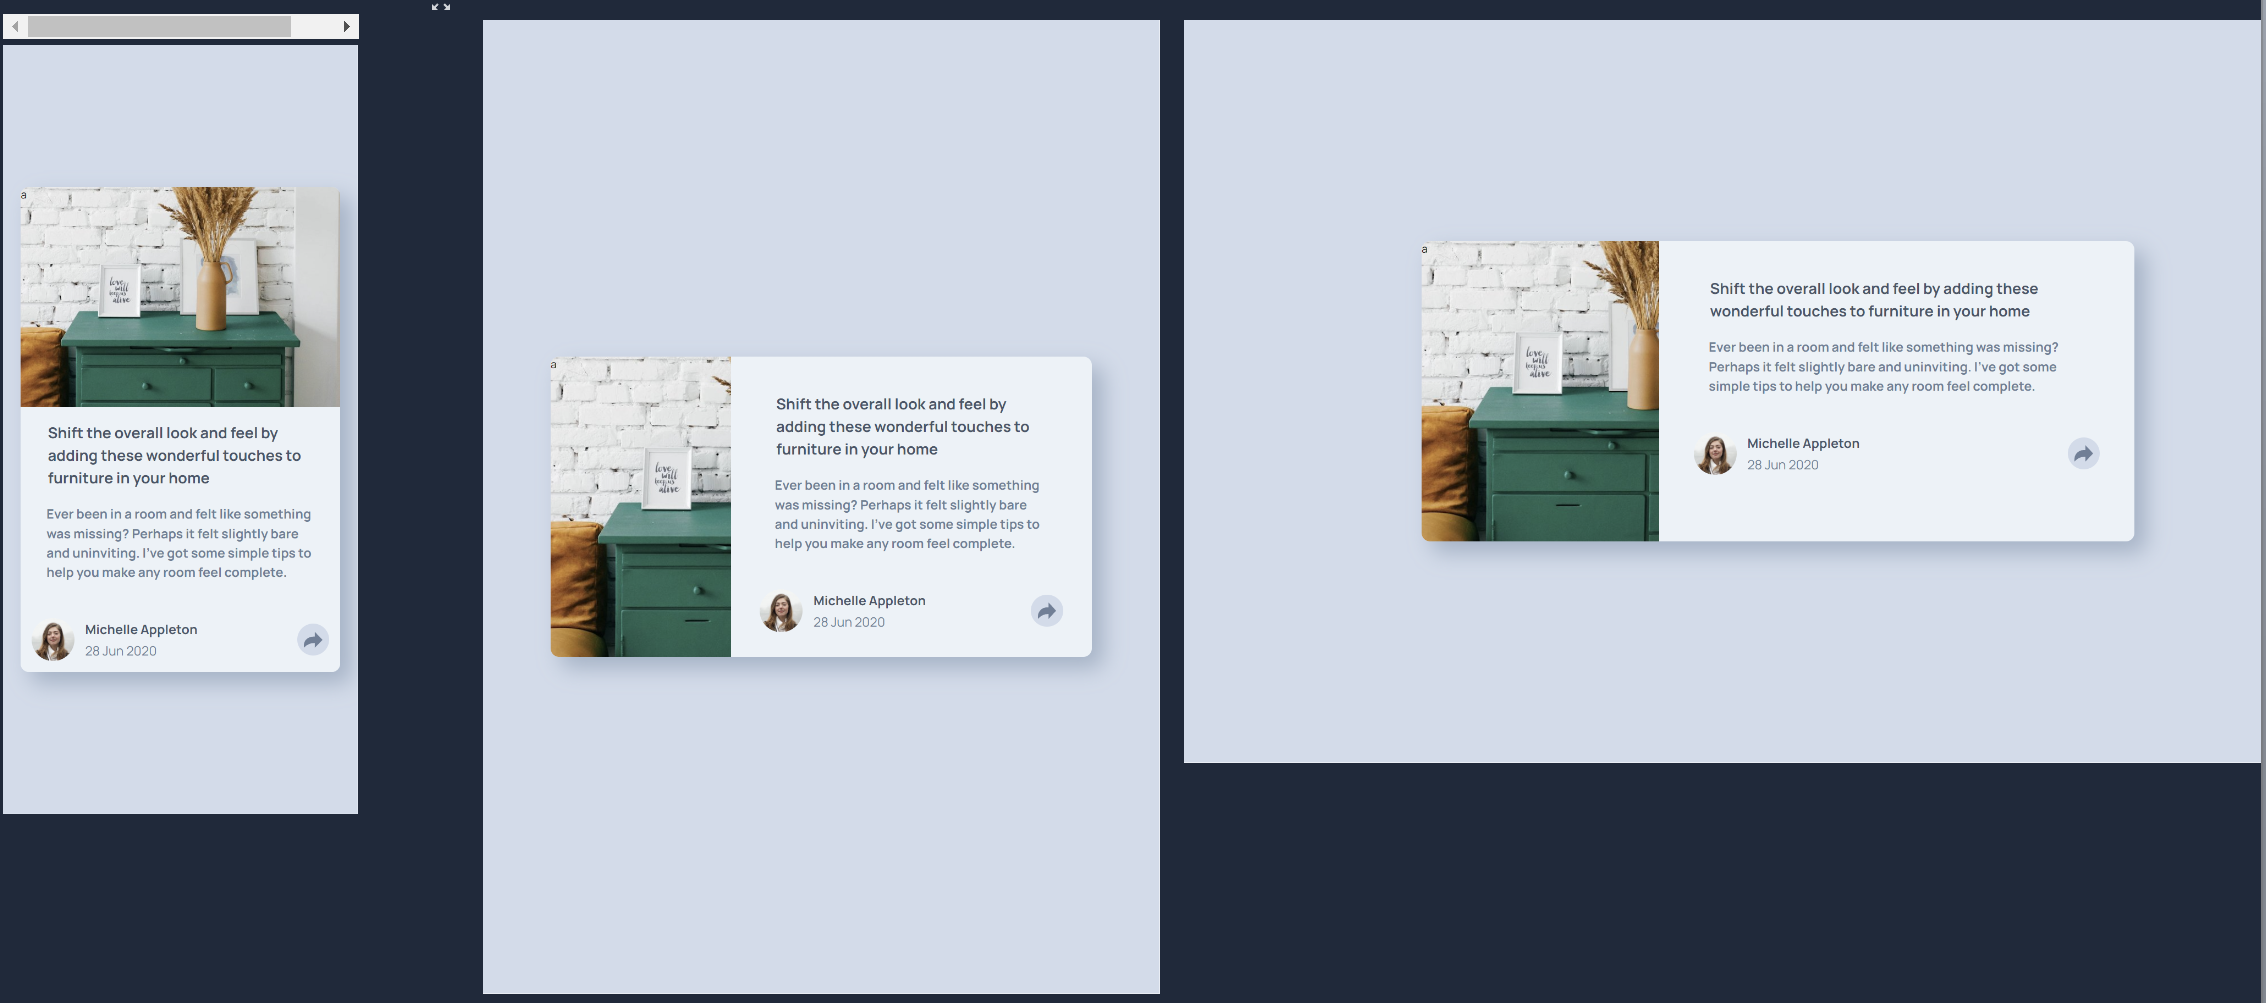 a
love
will
keep us
alive
Shift the overall look and feel by
adding these wonderful touches to
furniture in your home
Ever been in a room and felt like something
was missing? Perhaps it felt slightly bare
and uninviting. I've got some simple tips to
help you make any room feel complete.
Michelle Appleton
28 Jun 2020
a
love
will
keep us
alive
Shift the overall look and feel by
adding these wonderful touches to
furniture in your home
Ever been in a room and felt like something
was missing? Perhaps it felt slightly bare
and uninviting. I've got some simple tips to
help you make any room feel complete.
Michelle Appleton
28 Jun 2020
a
love
will
keep us
alive
Shift the overall look and feel by adding these
wonderful touches to furniture in your home
Ever been in a room and felt like something was missing?
Perhaps it felt slightly bare and uninviting. I've got some
simple tips to help you make any room feel complete.
Michelle Appleton
28 Jun 2020